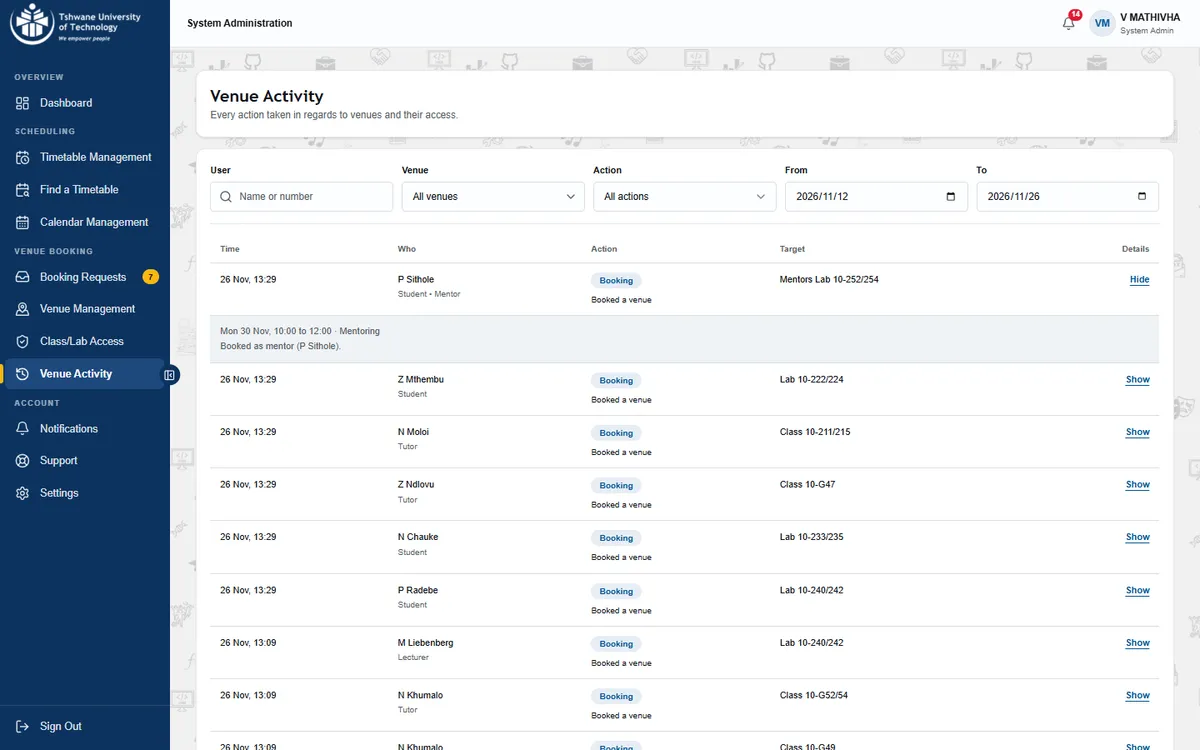 Tshwane University
of Technology
We empower people
System Administration
14
VM
V MATHIVHA
System Admin
OVERVIEW
Dashboard
SCHEDULING
Timetable Management
Find a Timetable
Calendar Management
VENUE BOOKING
Booking Requests 7
Venue Management
Class/Lab Access
Venue Activity
ACCOUNT
Notifications
Support
Settings
Sign Out
Venue Activity
Every action taken in regards to venues and their access.
User Venue Action From To
Name or number All venues All actions 2026/11/12 2026/11/26
Time Who Action Target Details
26 Nov, 13:29 P Sithole Booking Mentors Lab 10-252/254 Hide
Student • Mentor Booked a venue
Mon 30 Nov, 10:00 to 12:00 · Mentoring
Booked as mentor (P Sithole).
26 Nov, 13:29 Z Mthembu Booking Lab 10-222/224 Show
Student Booked a venue
26 Nov, 13:29 N Moloi Booking Class 10-211/215 Show
Tutor Booked a venue
26 Nov, 13:29 Z Ndlovu Booking Class 10-G47 Show
Tutor Booked a venue
26 Nov, 13:29 N Chauke Booking Lab 10-233/235 Show
Student Booked a venue
26 Nov, 13:29 P Radebe Booking Lab 10-240/242 Show
Student Booked a venue
26 Nov, 13:09 M Liebenberg Booking Lab 10-240/242 Show
Lecturer Booked a venue
26 Nov, 13:09 N Khumalo Booking Class 10-G52/54 Show
Tutor Booked a venue
26 Nov, 13:09 N Khumalo Booking Class 10-G49 Show